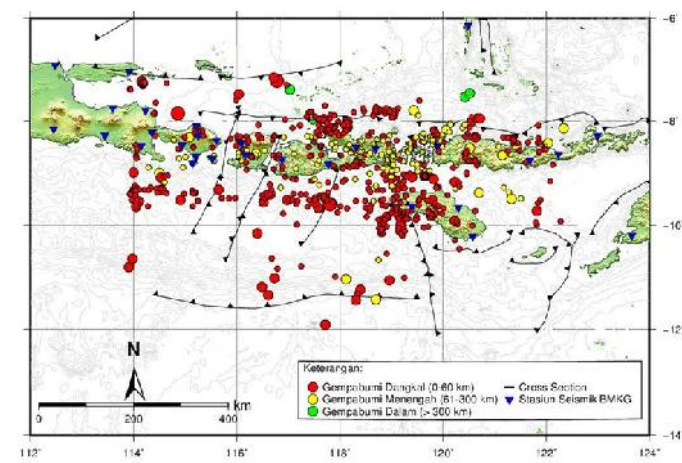 -6°
-8°
-10°
-12°
N
Keterangan:
Gempabumi Dangkal (0-60 km)
Cross Section
Gempabumi Menengah (61-300 km)
Stasiun Seismik BMKG
Gempabumi Dalam (> 300 km)
km
0 200 400
-14
112° 114° 116° 118° 120° 122° 124°